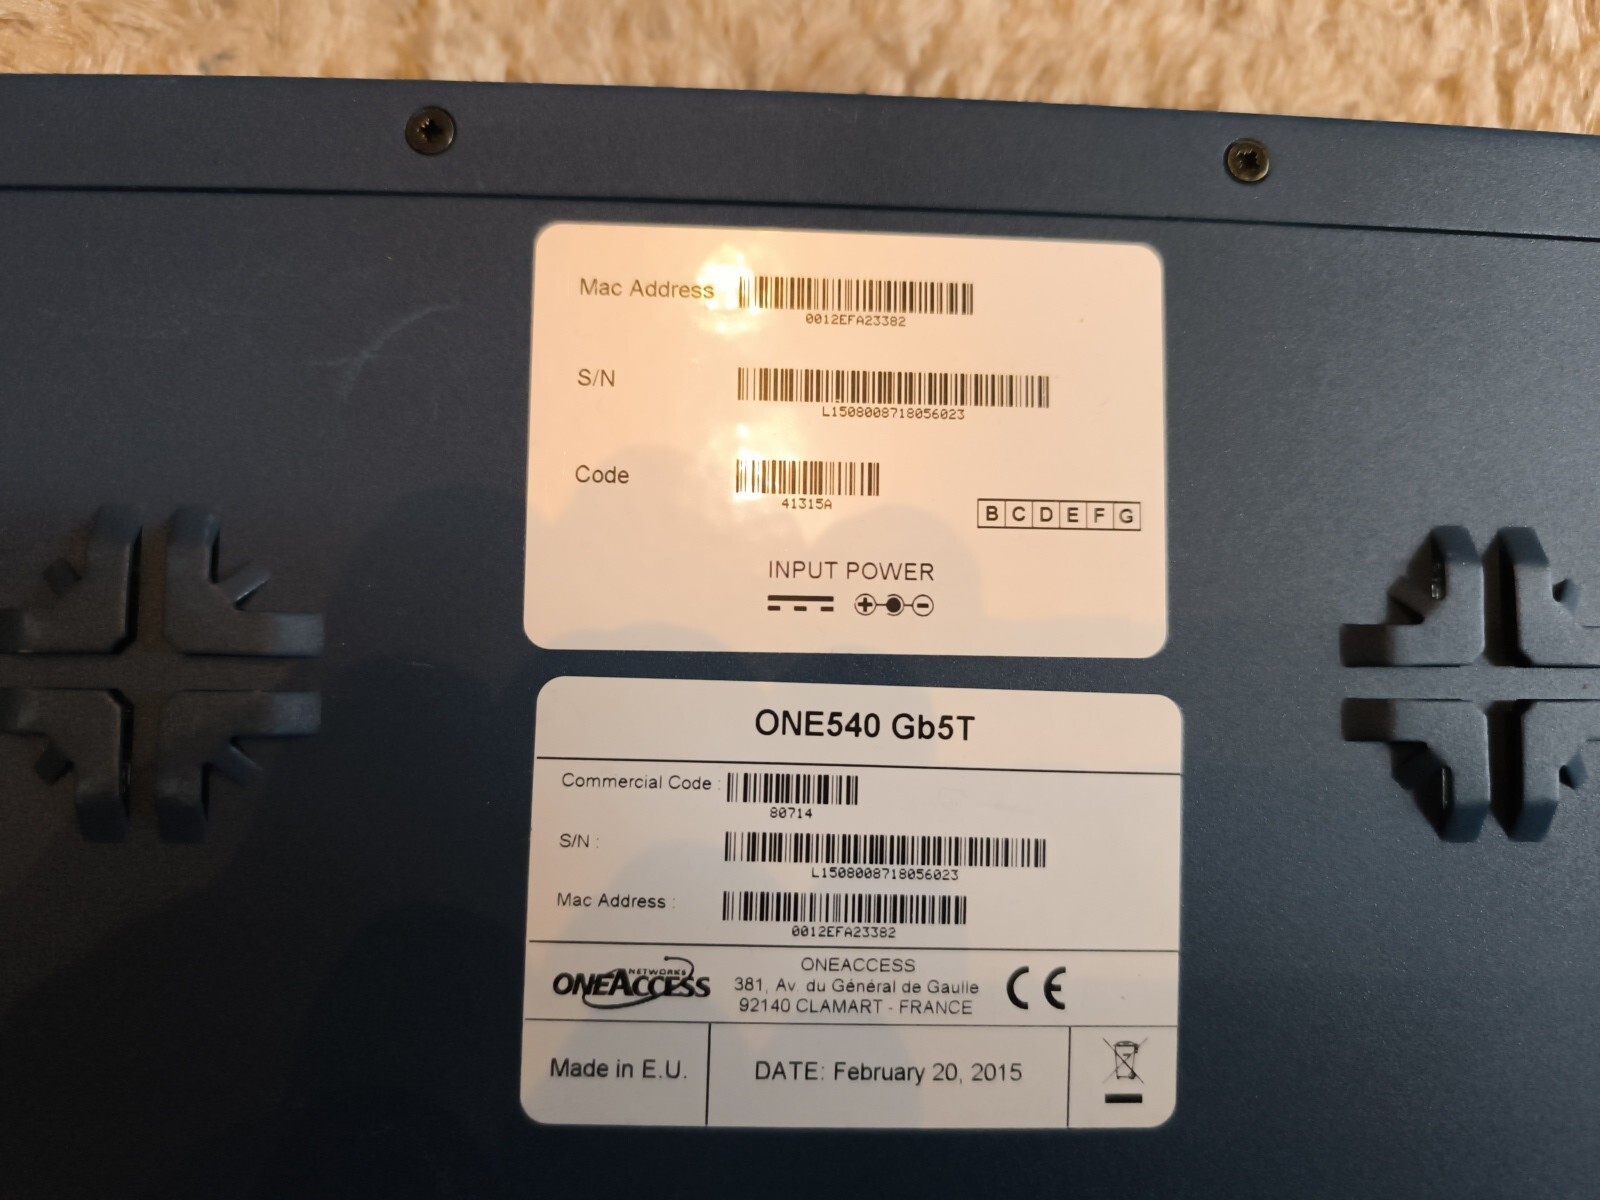 Mac Address
0012EFA23382
S/N
L1508008718056023
Code
41315A
B C D E F G
INPUT POWER
ONE540 Gb5T
Commercial Code :
80714
S/N :
L1508008718056023
Mac Address :
0012EFA23382
NETWORKS
ONEACCESS
ONEACCESS
381, Av. du Général de Gaulle
92140 CLAMART - FRANCE
CE
Made in E.U.
DATE: February 20, 2015